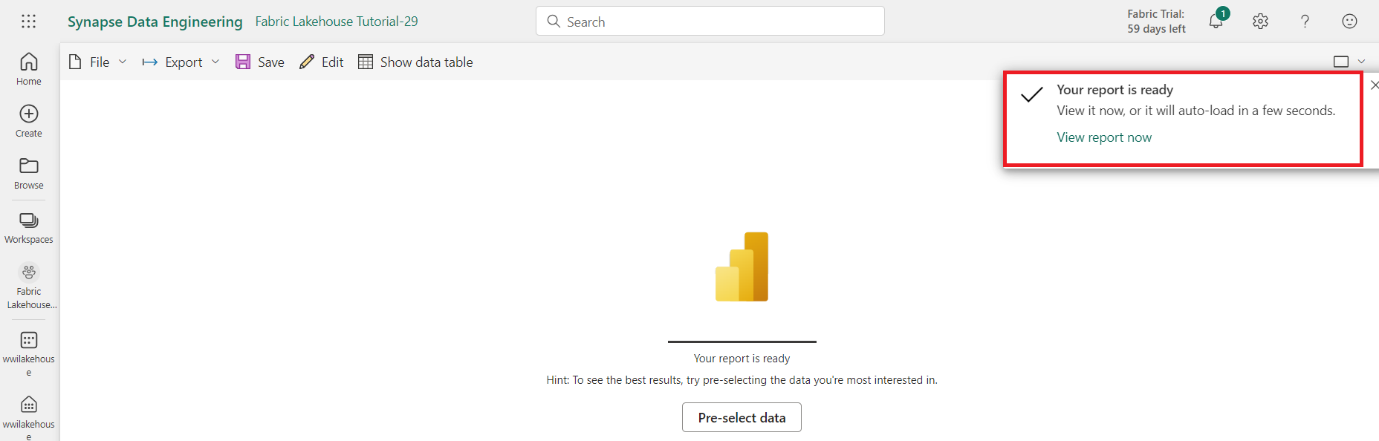 Synapse Data Engineering Fabric Lakehouse Tutorial-29
Search
Fabric Trial:
59 days left
1
Home
Create
Browse
Workspaces
Fabric
Lakehouse...
wwilakehous
e
wwilakehous
e
File Export Save Edit Show data table
Your report is ready
View it now, or it will auto-load in a few seconds.
View report now
Your report is ready
Hint: To see the best results, try pre-selecting the data you're most interested in.
Pre-select data